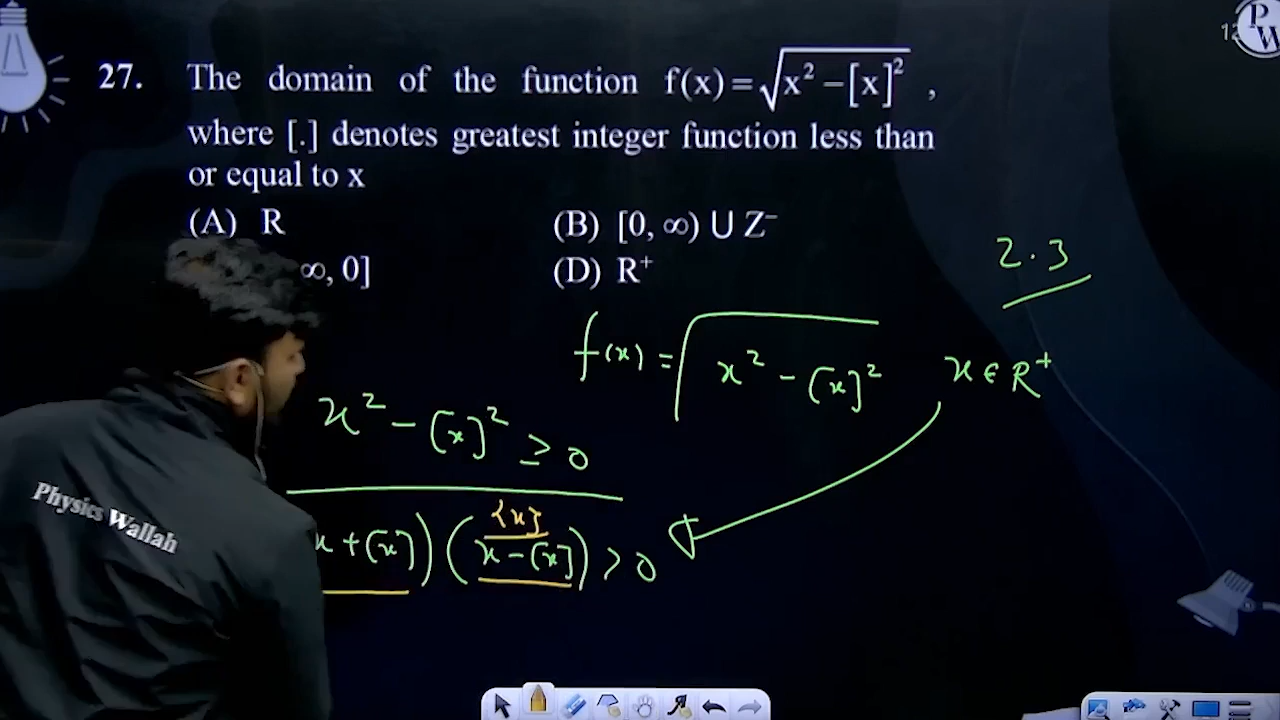 P
W
27. The domain of the function f(x) = √x² – [x]² ,
where [.] denotes greatest integer function less than
or equal to x
(A) R (B) [0, ∞) ∪ Z⁻
∞, 0] (D) R⁺
2.3
f(x) = √x² – [x]² x ∈ R⁺
x² – [x]² ≥ 0
{x}
x + [x]) (x – [x]) > 0
Physics Wallah